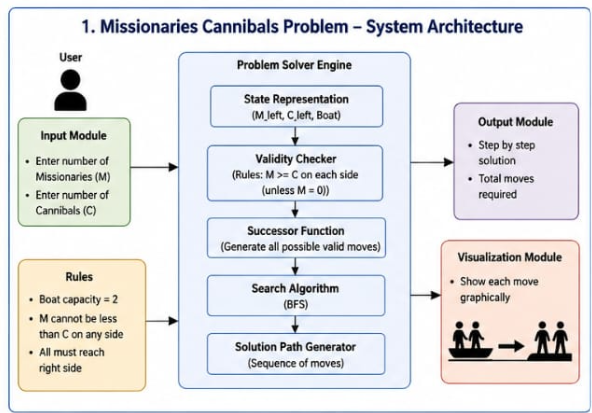 1. Missionaries Cannibals Problem – System Architecture
User
Input Module
• Enter number of
Missionaries (M)
• Enter number of
Cannibals (C)
Rules
• Boat capacity = 2
• M cannot be less
than C on any side
• All must reach
right side
Problem Solver Engine
State Representation
(M_left, C_left, Boat)
Validity Checker
(Rules: M >= C on each side
(unless M = 0))
Successor Function
(Generate all possible valid moves)
Search Algorithm
(BFS)
Solution Path Generator
(Sequence of moves)
Output Module
• Step by step
solution
• Total moves
required
Visualization Module
• Show each move
graphically